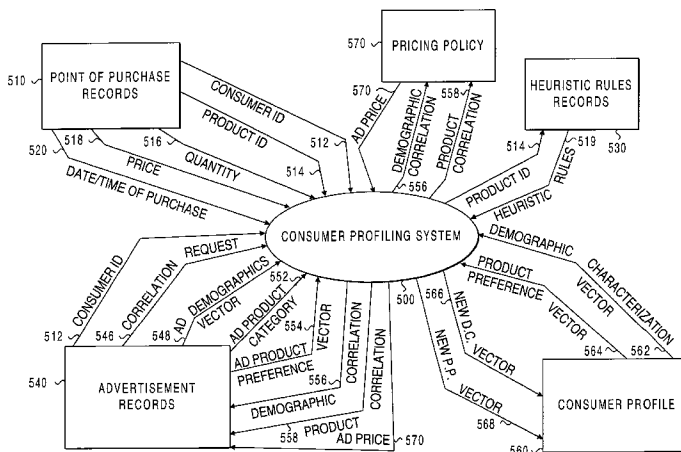 510
POINT OF PURCHASE
RECORDS
520
518
516
DATE/TIME OF PURCHASE
PRICE
QUANTITY
514
PRODUCT ID
512
CONSUMER ID
570
PRICING POLICY
570
AD PRICE
DEMOGRAPHIC
CORRELATION
556
558
PRODUCT
CORRELATION
HEURISTIC RULES
RECORDS
530
514
519
PRODUCT ID
HEURISTIC
RULES
CONSUMER PROFILING SYSTEM
500
512
CONSUMER ID
546
CORRELATION
REQUEST
548
AD DEMOGRAPHICS
VECTOR
552
AD PRODUCT
CATEGORY
554
AD PRODUCT
PREFERENCE
VECTOR
556
DEMOGRAPHIC
CORRELATION
558
PRODUCT
CORRELATION
AD PRICE
570
540
ADVERTISEMENT
RECORDS
DEMOGRAPHIC
CHARACTERIZATION
VECTOR
562
PRODUCT
PREFERENCE
VECTOR
564
566
NEW D.C.
VECTOR
NEW P.P.
VECTOR
568
CONSUMER PROFILE
560